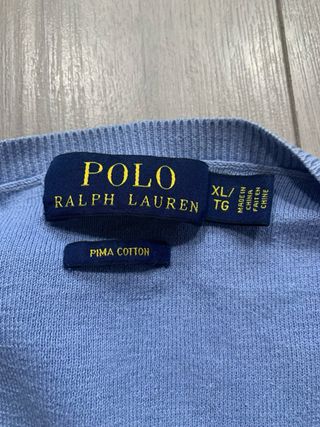 POLO
RALPH LAUREN
XL/
TG
MADE IN
CHINA
FAIT EN
CHINE
PIMA COTTON